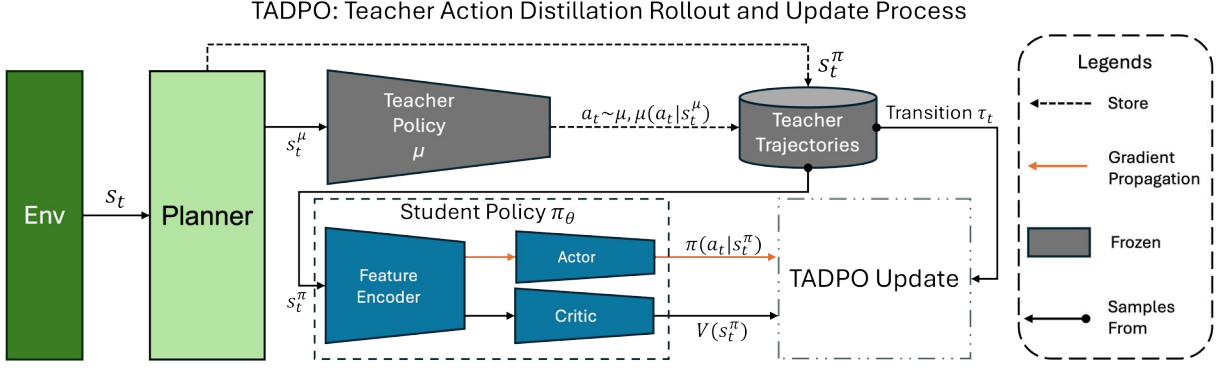 TADPO: Teacher Action Distillation Rollout and Update Process
Env
s_t
Planner
s_t^μ
Teacher
Policy
μ
a_t~μ, μ(a_t|s_t^μ)
s_t^π
Teacher
Trajectories
Transition τ_t
Student Policy π_θ
s_t^π
Feature
Encoder
Actor
Critic
π(a_t|s_t^π)
V(s_t^π)
TADPO Update
Legends
Store
Gradient
Propagation
Frozen
Samples
From